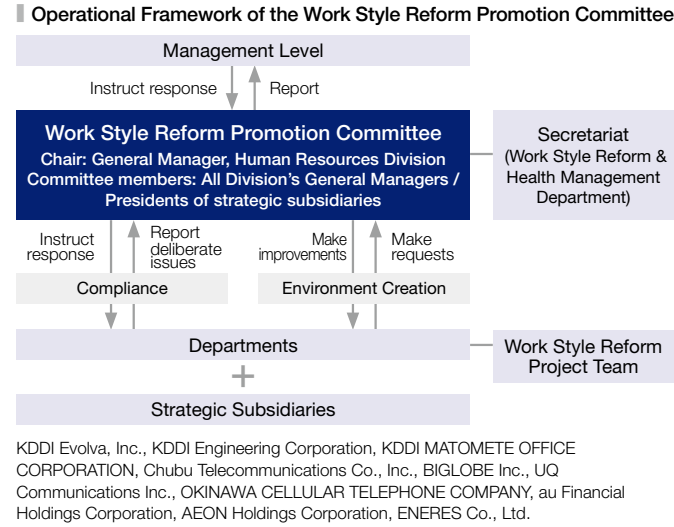 Operational Framework of the Work Style Reform Promotion Committee
Management Level
Instruct response
Report
Work Style Reform Promotion Committee
Chair: General Manager, Human Resources Division
Committee members: All Division's General Managers /
Presidents of strategic subsidiaries
Secretariat
(Work Style Reform &
Health Management
Department)
Instruct
response
Report
deliberate
issues
Make
improvements
Make
requests
Compliance
Environment Creation
Departments
Work Style Reform
Project Team
+
Strategic Subsidiaries
KDDI Evolva, Inc., KDDI Engineering Corporation, KDDI MATOMETE OFFICE
CORPORATION, Chubu Telecommunications Co., Inc., BIGLOBE Inc., UQ
Communications Inc., OKINAWA CELLULAR TELEPHONE COMPANY, au Financial
Holdings Corporation, AEON Holdings Corporation, ENERES Co., Ltd.